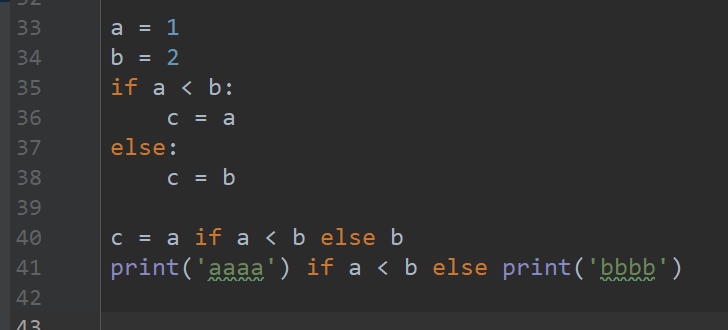 33 a = 1
34 b = 2
35 if a < b:
36     c = a
37 else:
38     c = b
39
40 c = a if a < b else b
41 print('aaaa') if a < b else print('bbbb')
42
43